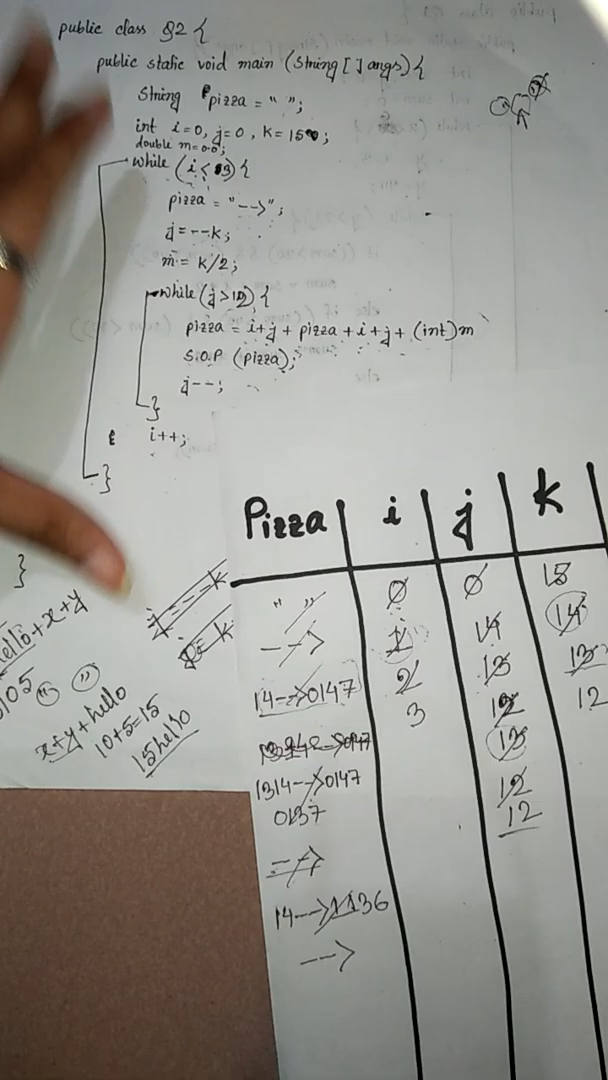 public class Q2 {
public static void main (String[] args) {
String pizza = " ";
int i=0, j=0, k=15;
double m=0.0;
while (i<3) {
pizza = "-->";
j=--k;
m = k/2;
while (j>12) {
pizza = i+j + pizza + i + j + (int)m
S.O.P (pizza);
j--;
}
i++;
}
}
hello+x+y
105
x+y+hello
10+5=15
15hello
Pizza i j k
" " 0 0 15
--> 1 14 14
14-->0147 2 13 13
3 12 12
13
1314-->0147 12
0137 12
-->
14-->1136
-->